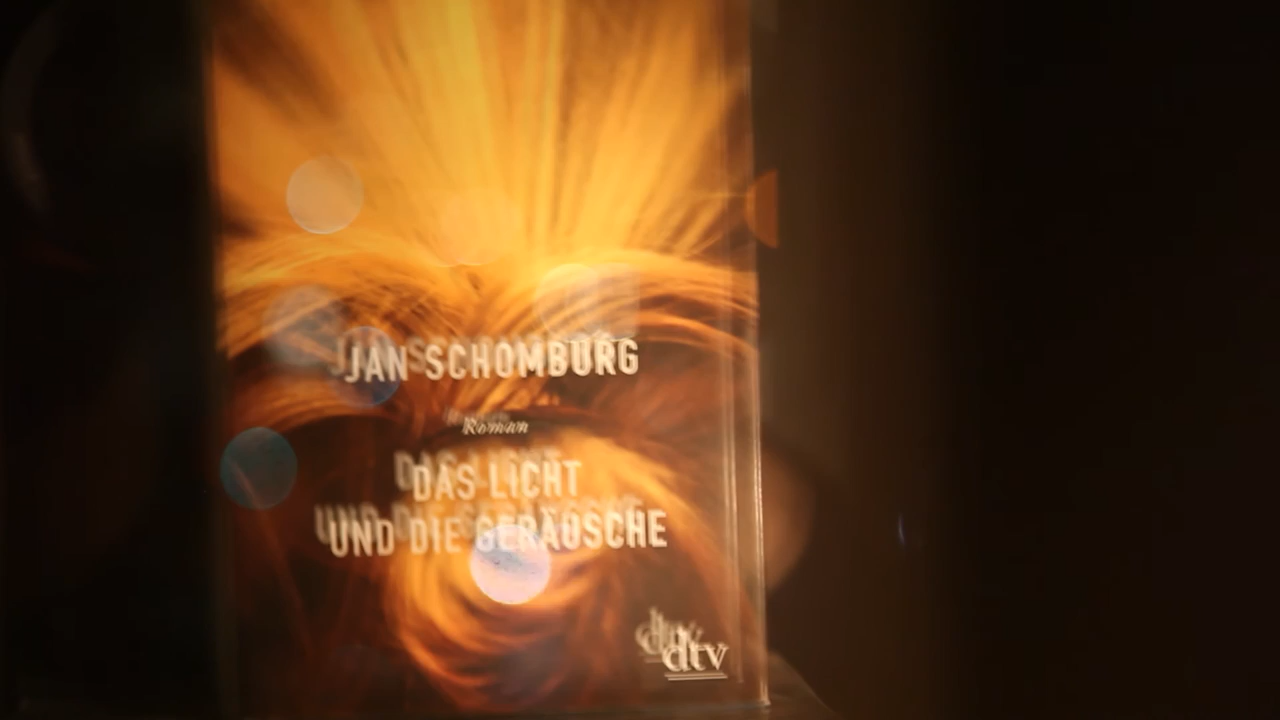 JAN SCHOMBURG
Roman
DAS LICHT
UND DIE GERÄUSCHE
dtv